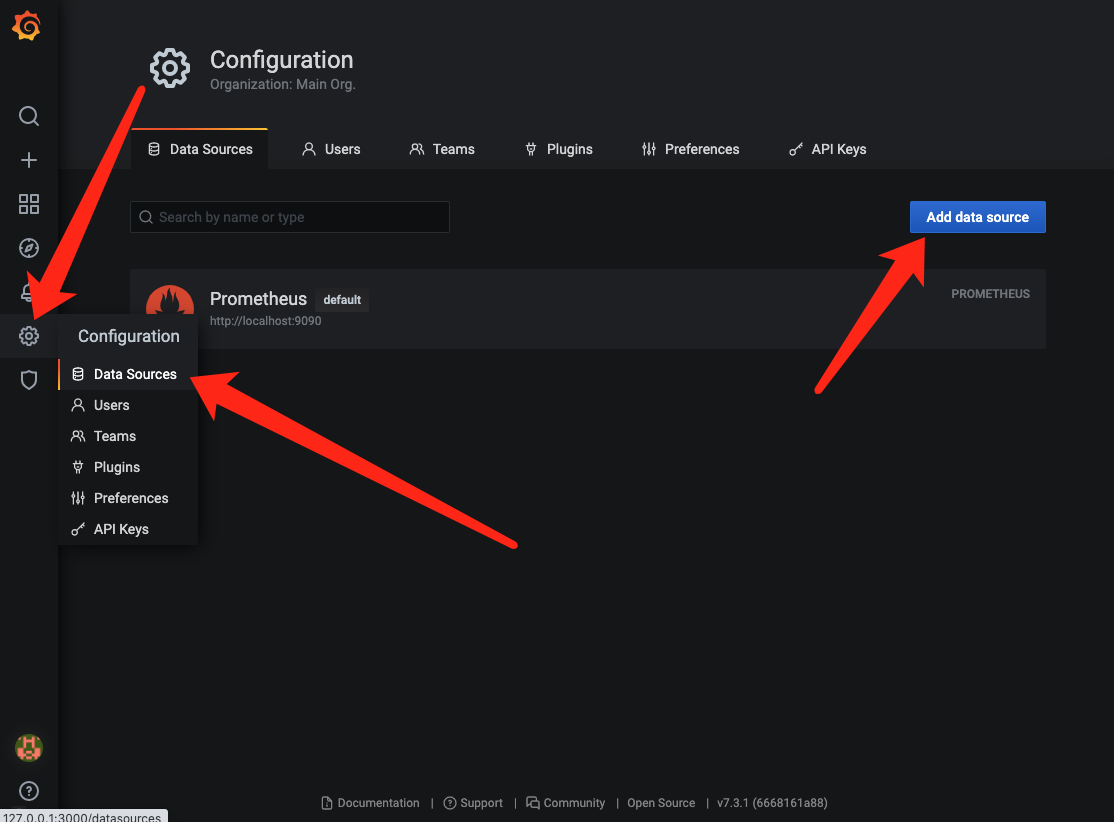 Configuration
Organization: Main Org.
Data Sources Users Teams Plugins Preferences API Keys
Search by name or type
Add data source
Prometheus default
PROMETHEUS
http://localhost:9090
Configuration
Data Sources
Users
Teams
Plugins
Preferences
API Keys
Documentation | Support | Community | Open Source | v7.3.1 (6668161a88)
127.0.0.1:3000/datasources